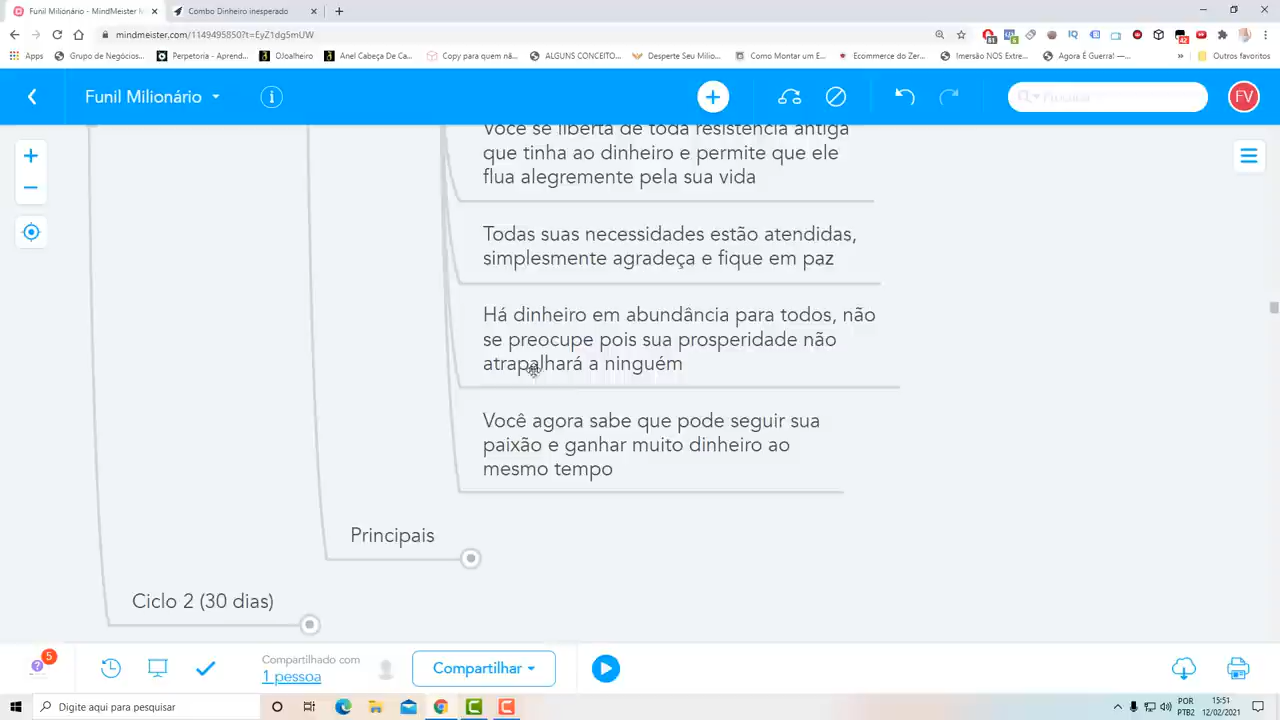 Funil Milionário - MindMeister M
Combo Dinheiro inesperado
mindmeister.com/1149495850?t=EyZ1dg5mUW
Apps
Grupo de Negócios...
Perpetoria - Aprend...
DJoalheiro
Anel Cabeça De Ca...
Copy para quem nã...
ALGUNS CONCEITO...
Desperte Seu Milio...
Como Montar um E...
Ecommerce do Zer...
Imersão NOS Extre...
Agora É Guerra! —...
Outros favoritos
Funil Milionário
FV
Você se liberta de toda resistência antiga
que tinha ao dinheiro e permite que ele
flua alegremente pela sua vida
Todas suas necessidades estão atendidas,
simplesmente agradeça e fique em paz
Há dinheiro em abundância para todos, não
se preocupe pois sua prosperidade não
atrapalhará a ninguém
Você agora sabe que pode seguir sua
paixão e ganhar muito dinheiro ao
mesmo tempo
Principais
Ciclo 2 (30 dias)
5
Compartilhado com
1 pessoa
Compartilhar
Digite aqui para pesquisar
POR
PTB2
15:51
12/02/2021